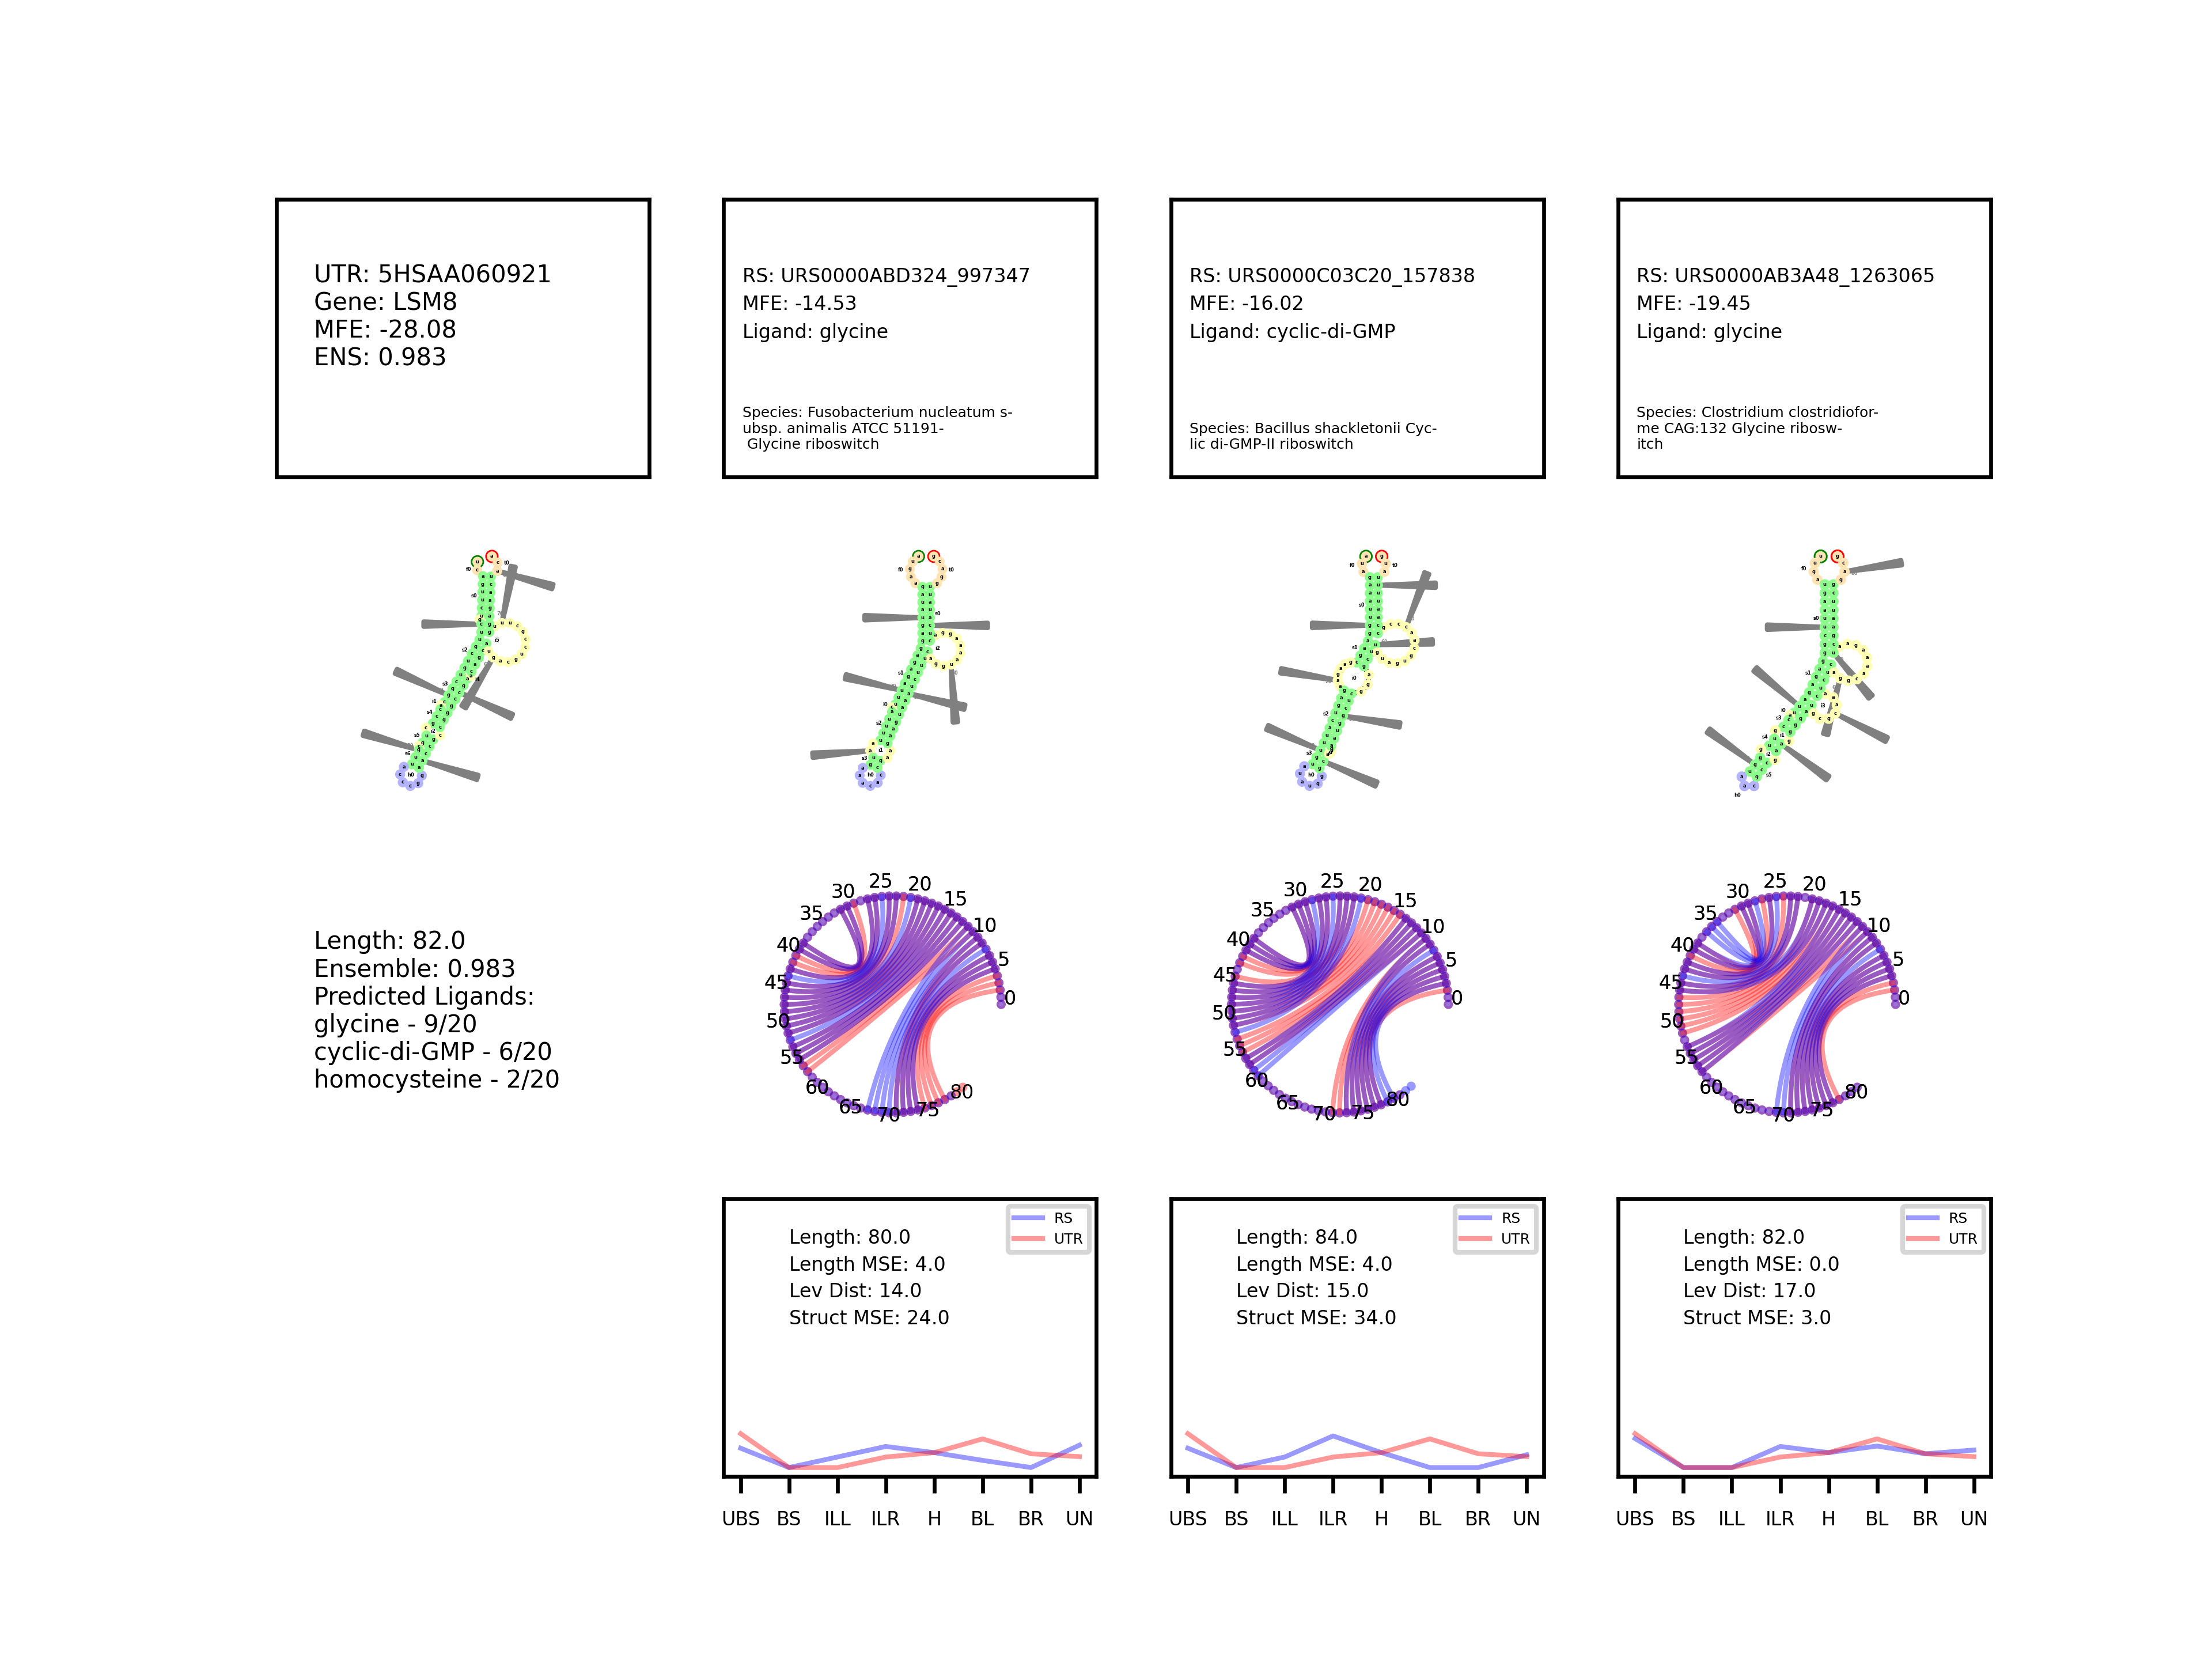 UTR: 5HSAA060921
Gene: LSM8
MFE: -28.08
ENS: 0.983
RS: URS0000ABD324_997347
MFE: -14.53
Ligand: glycine
Species: Fusobacterium nucleatum s-
ubsp. animalis ATCC 51191-
Glycine riboswitch
RS: URS0000C03C20_157838
MFE: -16.02
Ligand: cyclic-di-GMP
Species: Bacillus shackletonii Cyc-
lic di-GMP-II riboswitch
RS: URS0000AB3A48_1263065
MFE: -19.45
Ligand: glycine
Species: Clostridium clostridiofor-
me CAG:132 Glycine ribosw-
itch
Length: 82.0
Ensemble: 0.983
Predicted Ligands:
glycine - 9/20
cyclic-di-GMP - 6/20
homocysteine - 2/20
0 5 10 15 20 25 30 35 40 45 50 55 60 65 70 75 80
0 5 10 15 20 25 30 35 40 45 50 55 60 65 70 75 80
0 5 10 15 20 25 30 35 40 45 50 55 60 65 70 75 80
RS
UTR
Length: 80.0
Length MSE: 4.0
Lev Dist: 14.0
Struct MSE: 24.0
UBS BS ILL ILR H BL BR UN
RS
UTR
Length: 84.0
Length MSE: 4.0
Lev Dist: 15.0
Struct MSE: 34.0
UBS BS ILL ILR H BL BR UN
RS
UTR
Length: 82.0
Length MSE: 0.0
Lev Dist: 17.0
Struct MSE: 3.0
UBS BS ILL ILR H BL BR UN